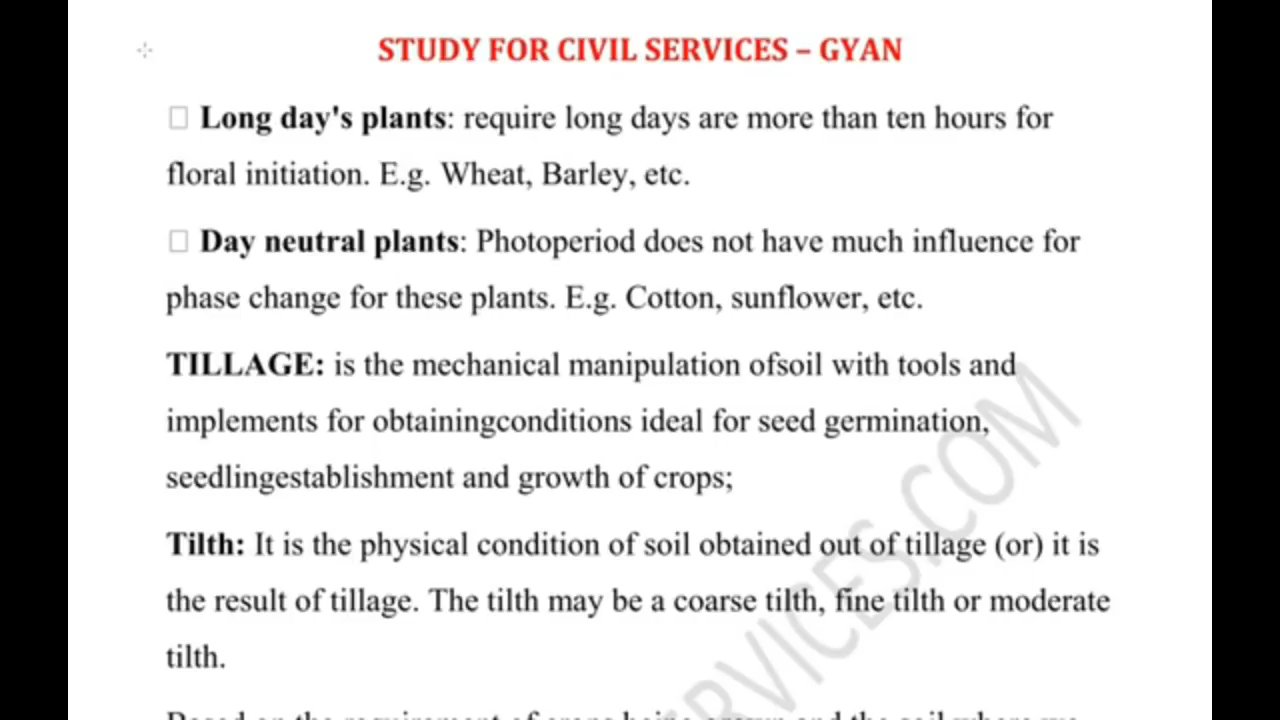 STUDY FOR CIVIL SERVICES – GYAN
Long day's plants: require long days are more than ten hours for
floral initiation. E.g. Wheat, Barley, etc.
Day neutral plants: Photoperiod does not have much influence for
phase change for these plants. E.g. Cotton, sunflower, etc.
TILLAGE: is the mechanical manipulation ofsoil with tools and
implements for obtainingconditions ideal for seed germination,
seedlingestablishment and growth of crops;
Tilth: It is the physical condition of soil obtained out of tillage (or) it is
the result of tillage. The tilth may be a coarse tilth, fine tilth or moderate
tilth.
RVICES.COM